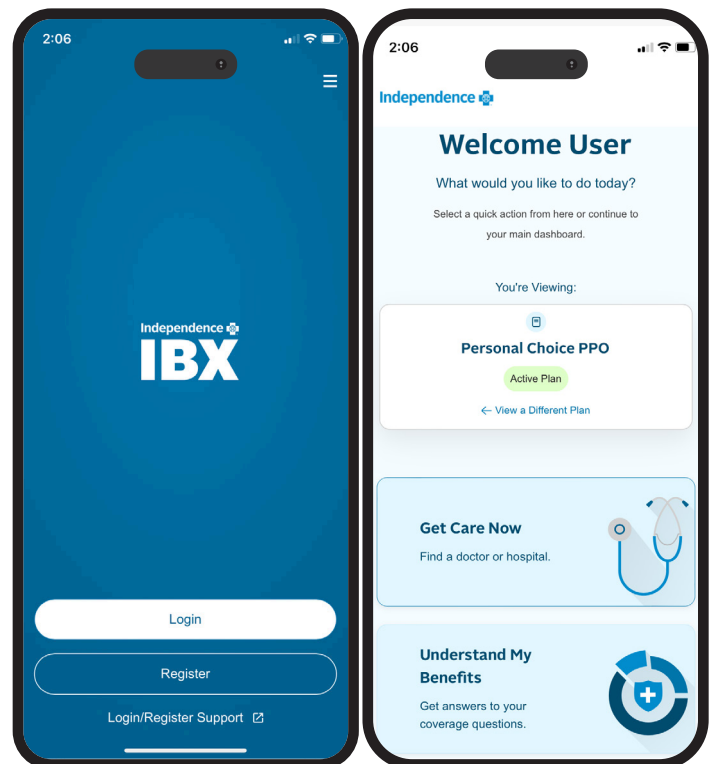 2:06
Independence
IBX
Login
Register
Login/Register Support
2:06
Independence
Welcome User
What would you like to do today?
Select a quick action from here or continue to
your main dashboard.
You're Viewing:
Personal Choice PPO
Active Plan
← View a Different Plan
Get Care Now
Find a doctor or hospital.
Understand My
Benefits
Get answers to your
coverage questions.